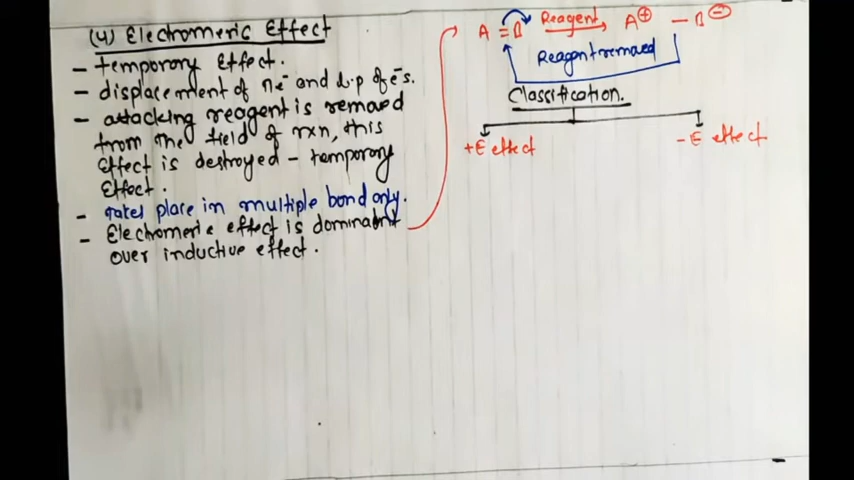 (4) Electromeric Effect
- temporary Effect.
- displacement of πe⁻ and l.p of e⁻s.
- attacking reagent is removed
from the field of rxn, this
effect is destroyed - temporary
Effect.
- takes place in multiple bond only.
- Electromeric effect is dominant
over inductive effect.
A = B Reagent A⊕ - B⊖
Reagent removed
Classification.
+E effect
- E effect